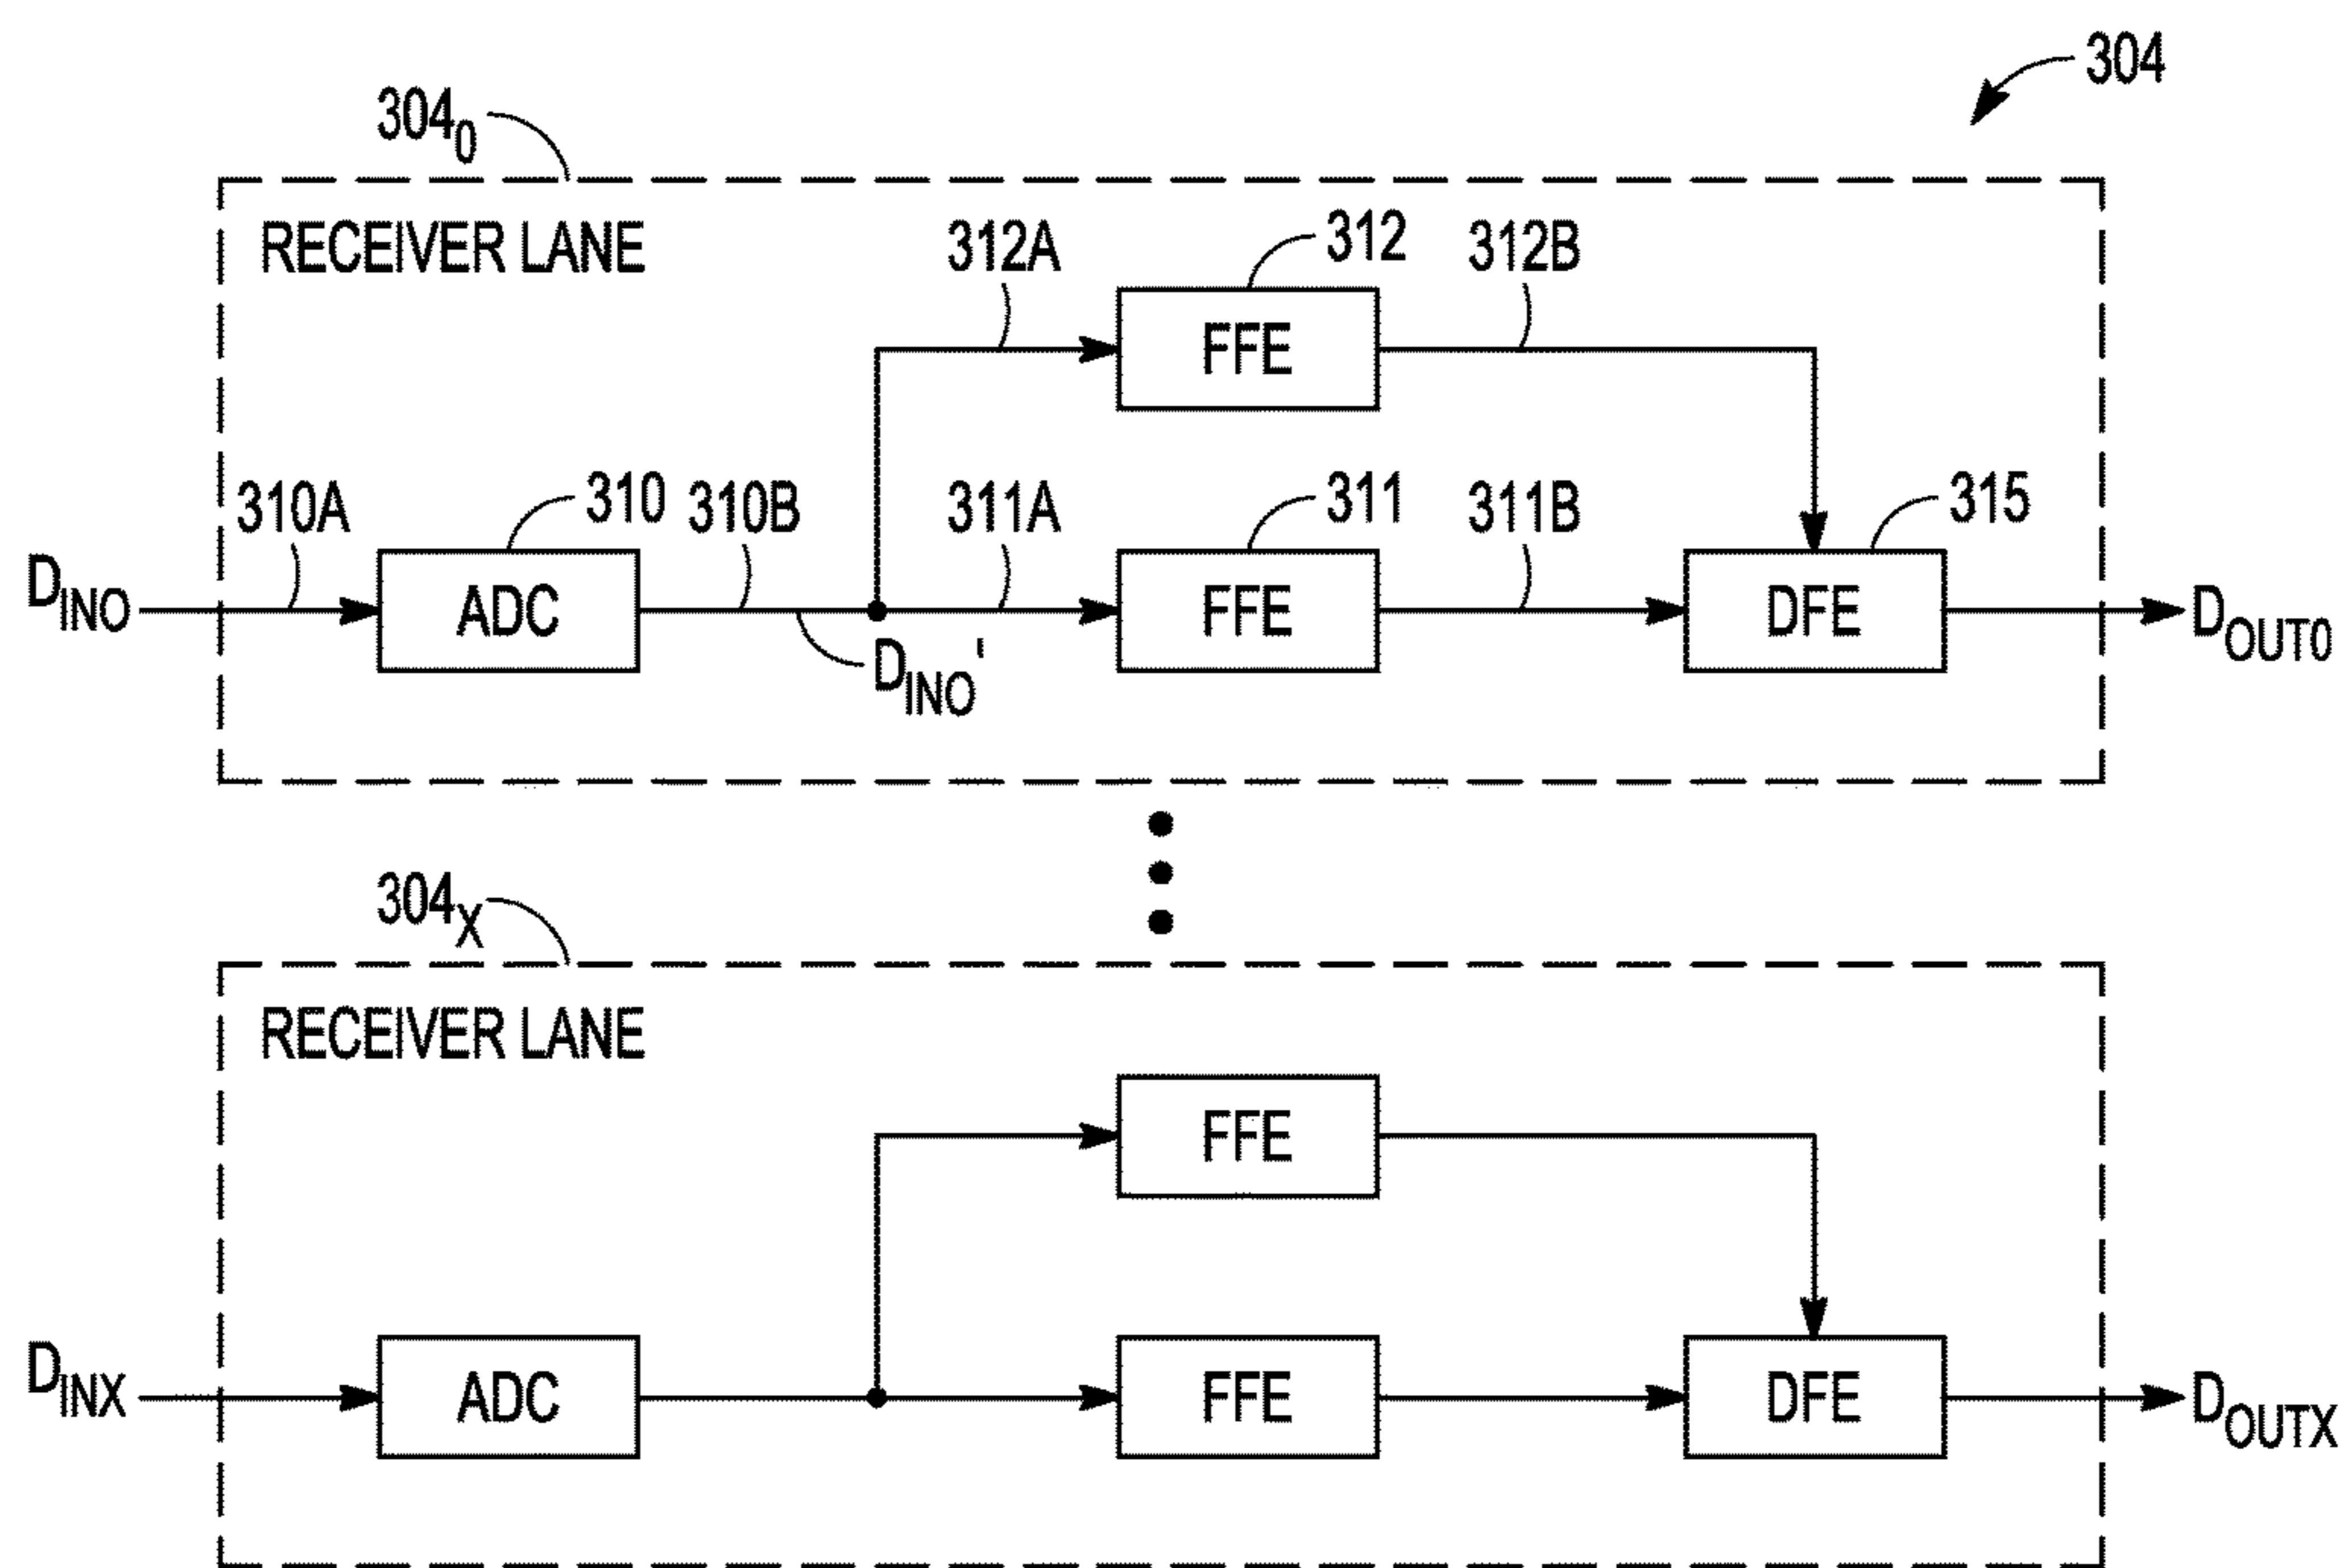 304
304₀
RECEIVER LANE
312A
312
312B
FFE
310A
310
310B
311A
311
311B
315
D_INO
ADC
FFE
DFE
D_OUT0
D_INO'
304_X
RECEIVER LANE
FFE
D_INX
ADC
FFE
DFE
D_OUTX